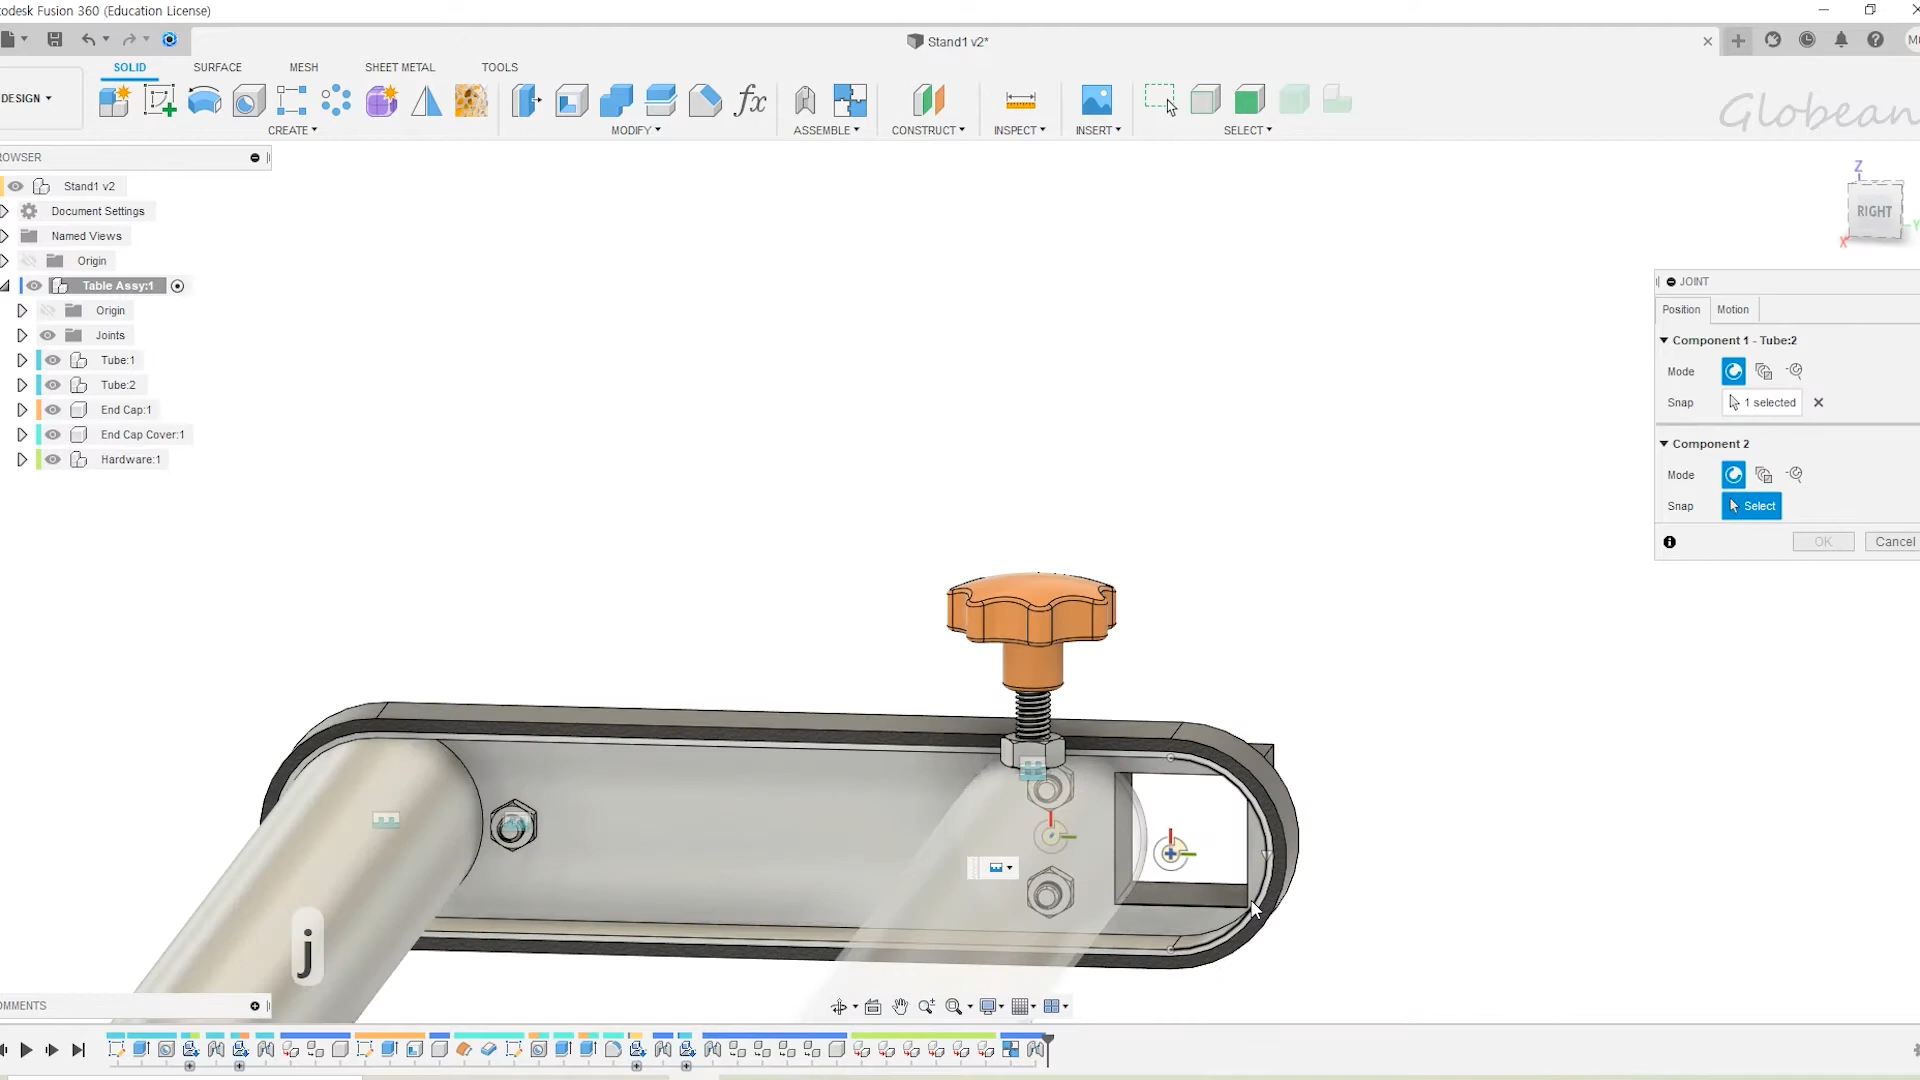 odesk Fusion 360 (Education License)
Stand1 v2*
SOLID SURFACE MESH SHEET METAL TOOLS
DESIGN
CREATE MODIFY ASSEMBLE CONSTRUCT INSPECT INSERT SELECT
Globean
ROWSER
Stand1 v2
Document Settings
Named Views
Origin
Table Assy:1
Origin
Joints
Tube:1
Tube:2
End Cap:1
End Cap Cover:1
Hardware:1
Z
RIGHT
Y
X
JOINT
Position Motion
Component 1 - Tube:2
Mode
Snap 1 selected
Component 2
Mode
Snap Select
OK Cancel
j
OMMENTS